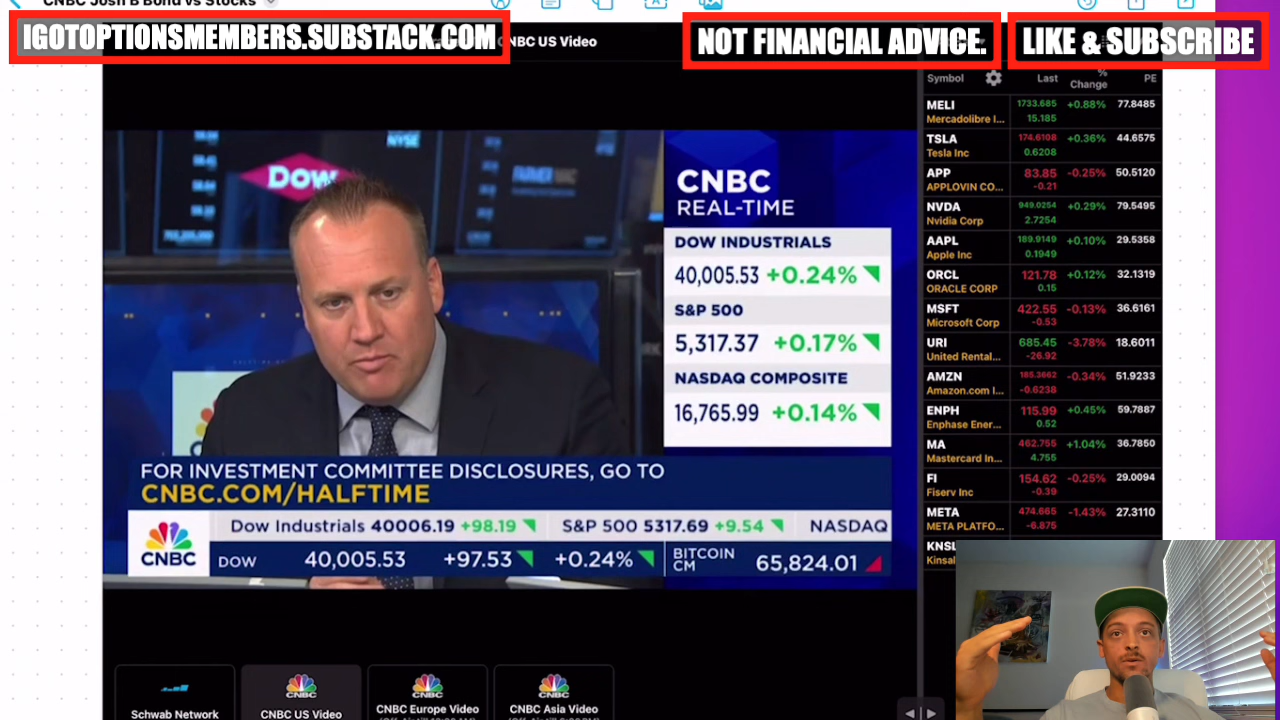 CNBC Josh B Bond vs Stocks
IGOTOPTIONSMEMBERS.SUBSTACK.COM
CNBC US Video
NOT FINANCIAL ADVICE.
LIKE & SUBSCRIBE
Symbol Last % Change PE
MELI 1733.685 +0.88% 77.8485
Mercadolibre I... 15.185
TSLA 174.6108 +0.36% 44.6575
Tesla Inc 0.6208
APP 83.85 -0.25% 50.5120
APPLOVIN CO... -0.21
NVDA 949.0254 +0.29% 79.5495
Nvidia Corp 2.7254
AAPL 189.9149 +0.10% 29.5358
Apple Inc 0.1949
ORCL 121.78 +0.12% 32.1319
ORACLE CORP 0.15
MSFT 422.55 -0.13% 36.6161
Microsoft Corp -0.53
URI 685.45 -3.78% 18.6011
United Rental... -26.92
AMZN 185.3662 -0.34% 51.9233
Amazon.com I... -0.6238
ENPH 115.99 +0.45% 59.7887
Enphase Ener... 0.52
MA 462.755 +1.04% 36.7850
Mastercard In... 4.755
FI 154.62 -0.25% 29.0094
Fiserv Inc -0.39
META 474.665 -1.43% 27.3110
META PLATFO... -6.875
KNSL
Kinsal
NYSE
DOW
CNBC
REAL-TIME
DOW INDUSTRIALS
40,005.53 +0.24%
S&P 500
5,317.37 +0.17%
NASDAQ COMPOSITE
16,765.99 +0.14%
FOR INVESTMENT COMMITTEE DISCLOSURES, GO TO
CNBC.COM/HALFTIME
CNBC
Dow Industrials 40006.19 +98.19 S&P 500 5317.69 +9.54 NASDAQ
DOW 40,005.53 +97.53 +0.24% BITCOIN CM 65,824.01
Schwab Network
CNBC US Video
CNBC Europe Video
CNBC Asia Video